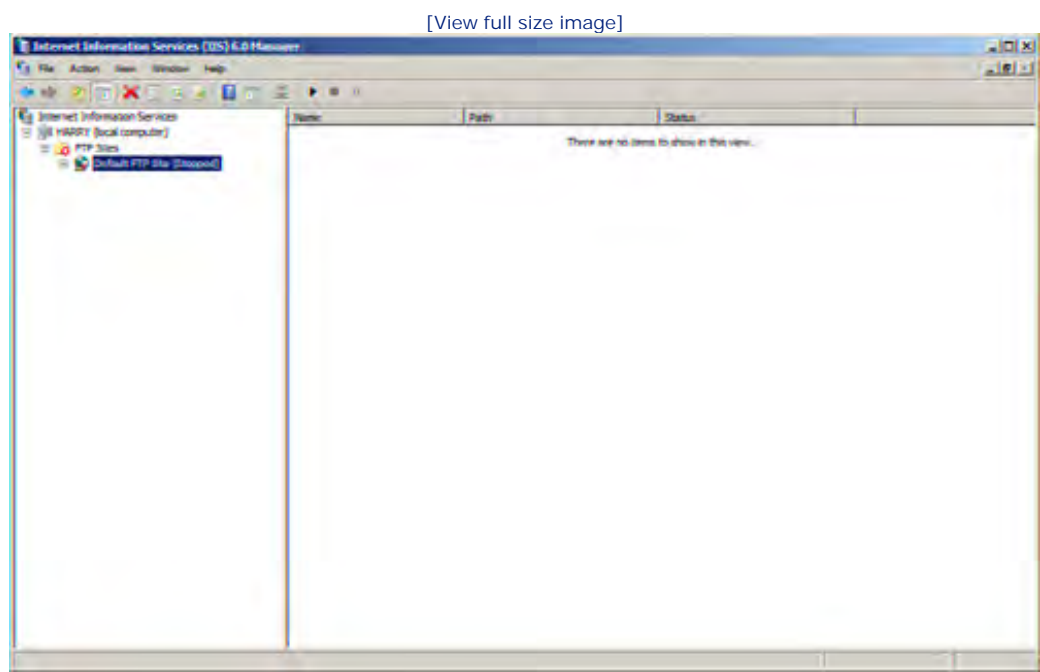 [View full size image]
Internet Information Services (IIS) 6.0 Manager
File Action View Window Help
Internet Information Services
HARRY (local computer)
FTP Sites
Default FTP Site (Stopped)
Name Path Status
There are no items to show in this view.